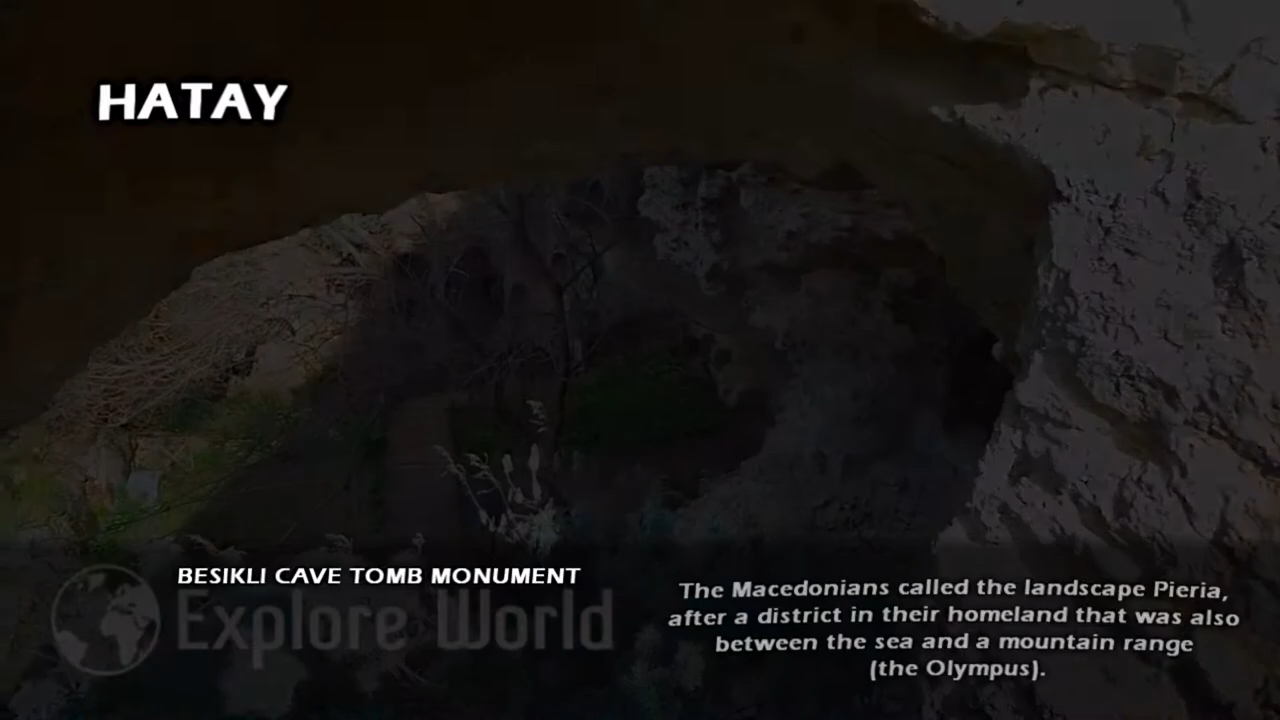 HATAY
BESIKLI CAVE TOMB MONUMENT
Explore World
The Macedonians called the landscape Pieria,
after a district in their homeland that was also
between the sea and a mountain range
(the Olympus).